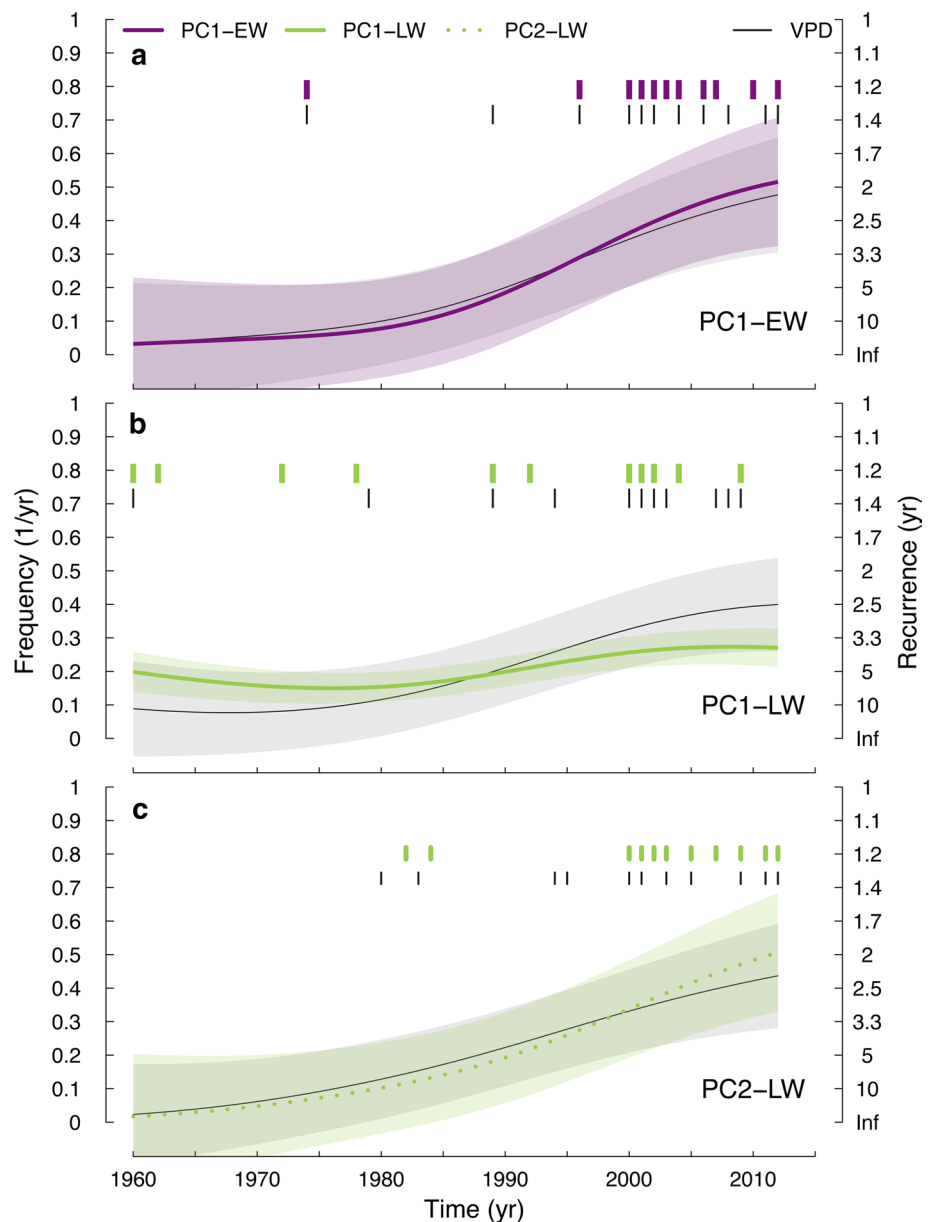 PC1−EW PC1−LW PC2−LW VPD
a
1 1
0.9 1.1
0.8 1.2
0.7 1.4
0.6 1.7
0.5 2
0.4 2.5
0.3 3.3
0.2 5
0.1 10
0 Inf
PC1−EW
b
1 1
0.9 1.1
0.8 1.2
0.7 1.4
0.6 1.7
0.5 2
0.4 2.5
0.3 3.3
0.2 5
0.1 10
0 Inf
PC1−LW
Frequency (1/yr)
Recurrence (yr)
c
1 1
0.9 1.1
0.8 1.2
0.7 1.4
0.6 1.7
0.5 2
0.4 2.5
0.3 3.3
0.2 5
0.1 10
0 Inf
PC2−LW
1960 1970 1980 1990 2000 2010
Time (yr)